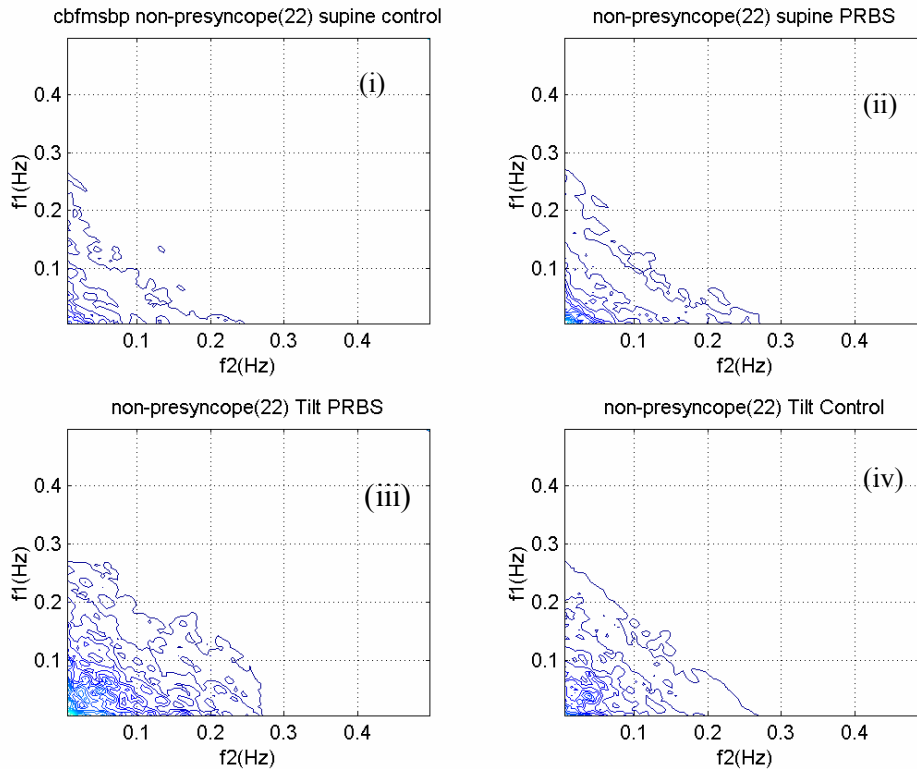 cbfmsbp non-presyncope(22) supine control
(i)
0.4
0.3
0.2
0.1
f1(Hz)
0.1
0.2
0.3
0.4
f2(Hz)
non-presyncope(22) supine PRBS
(ii)
0.4
0.3
0.2
0.1
f1(Hz)
0.1
0.2
0.3
0.4
f2(Hz)
non-presyncope(22) Tilt PRBS
(iii)
0.4
0.3
0.2
0.1
f1(Hz)
0.1
0.2
0.3
0.4
f2(Hz)
non-presyncope(22) Tilt Control
(iv)
0.4
0.3
0.2
0.1
f1(Hz)
0.1
0.2
0.3
0.4
f2(Hz)